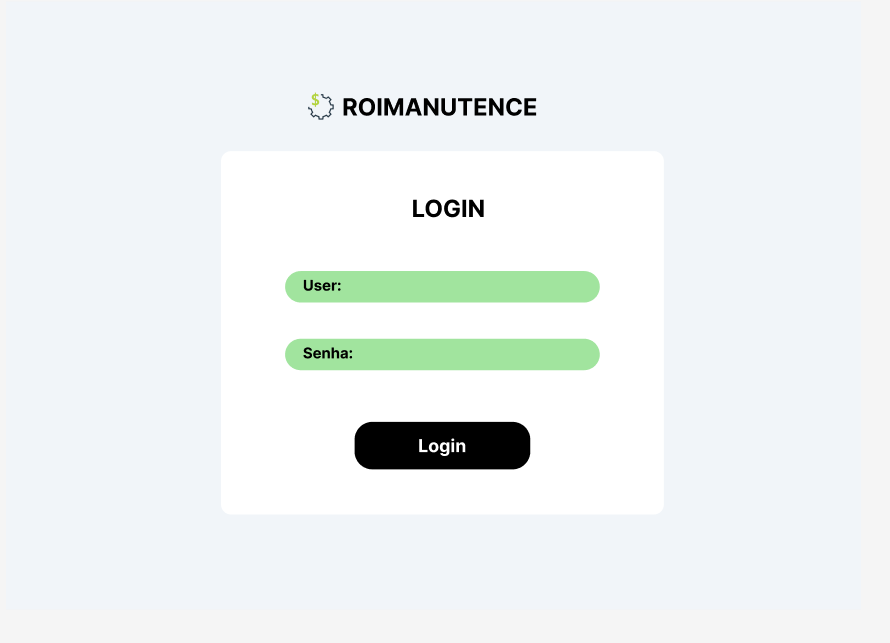 $ ROIMANUTENCE
LOGIN
User:
Senha:
Login